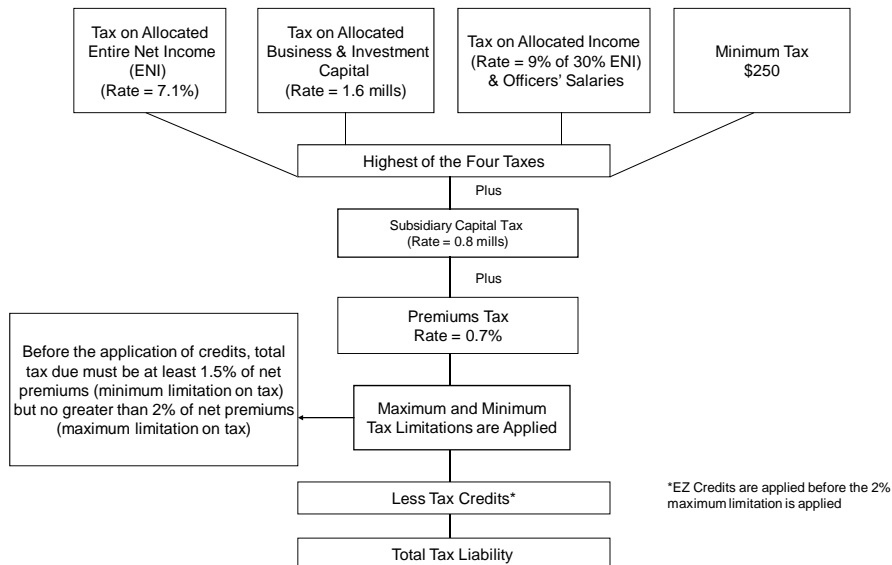 Tax on Allocated
Entire Net Income
(ENI)
(Rate = 7.1%)
Tax on Allocated
Business & Investment
Capital
(Rate = 1.6 mills)
Tax on Allocated Income
(Rate = 9% of 30% ENI)
& Officers' Salaries
Minimum Tax
$250
Highest of the Four Taxes
Plus
Subsidiary Capital Tax
(Rate = 0.8 mills)
Plus
Premiums Tax
Rate = 0.7%
Before the application of credits, total
tax due must be at least 1.5% of net
premiums (minimum limitation on tax)
but no greater than 2% of net premiums
(maximum limitation on tax)
Maximum and Minimum
Tax Limitations are Applied
Less Tax Credits*
*EZ Credits are applied before the 2%
maximum limitation is applied
Total Tax Liability